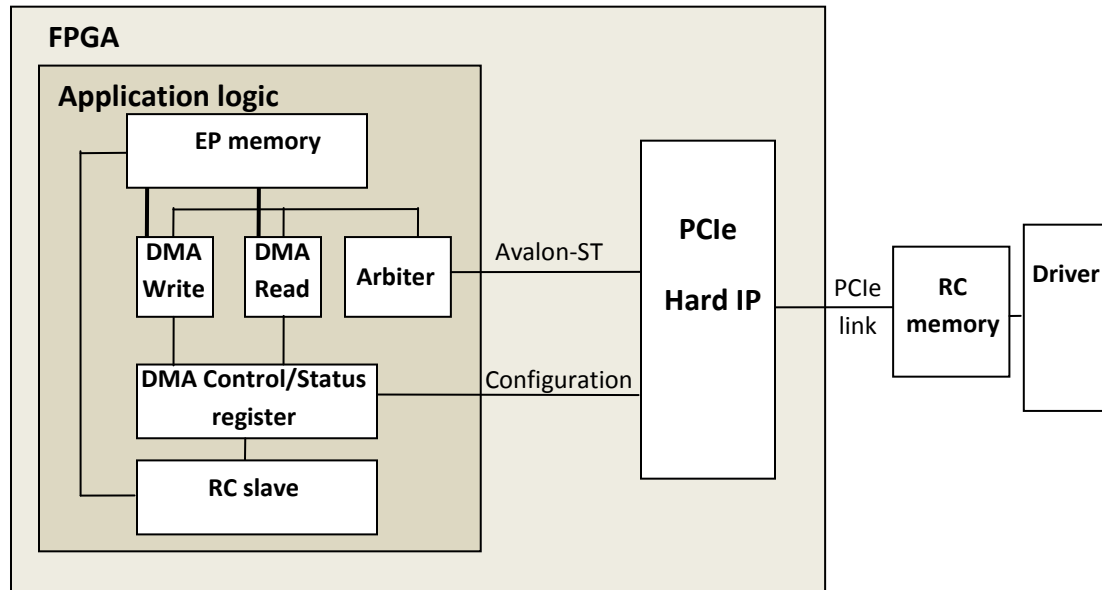 FPGA
Application logic
EP memory
DMA
Write
DMA
Read
Arbiter
DMA Control/Status
register
RC slave
Avalon-ST
Configuration
PCIe
Hard IP
PCIe
link
RC
memory
Driver